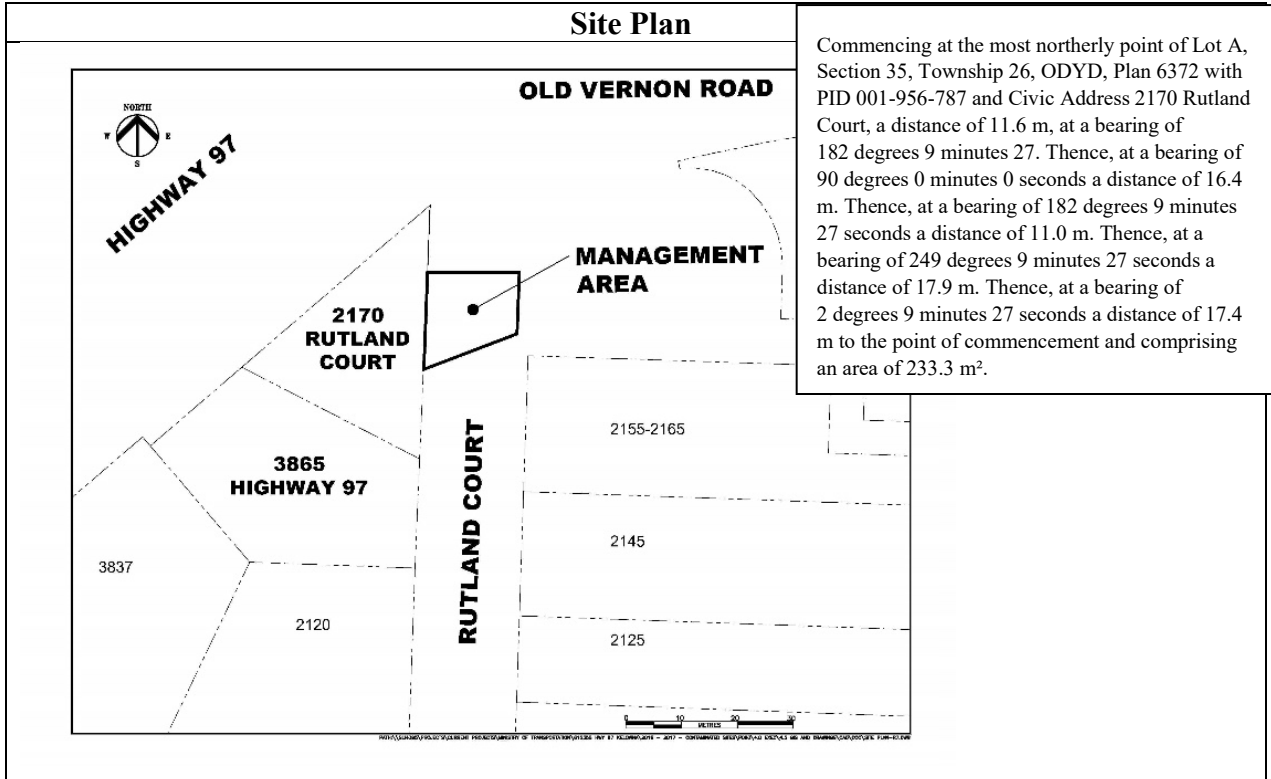 Site Plan
Commencing at the most northerly point of Lot A,
Section 35, Township 26, ODYD, Plan 6372 with
PID 001-956-787 and Civic Address 2170 Rutland
Court, a distance of 11.6 m, at a bearing of
182 degrees 9 minutes 27. Thence, at a bearing of
90 degrees 0 minutes 0 seconds a distance of 16.4
m. Thence, at a bearing of 182 degrees 9 minutes
27 seconds a distance of 11.0 m. Thence, at a
bearing of 249 degrees 9 minutes 27 seconds a
distance of 17.9 m. Thence, at a bearing of
2 degrees 9 minutes 27 seconds a distance of 17.4
m to the point of commencement and comprising
an area of 233.3 m².
OLD VERNON ROAD
NORTH
W E
S
HIGHWAY 97
MANAGEMENT
AREA
2170
RUTLAND
COURT
3865
HIGHWAY 97
RUTLAND COURT
2155-2165
2145
2125
3837
2120
0 10 20 30
METRES